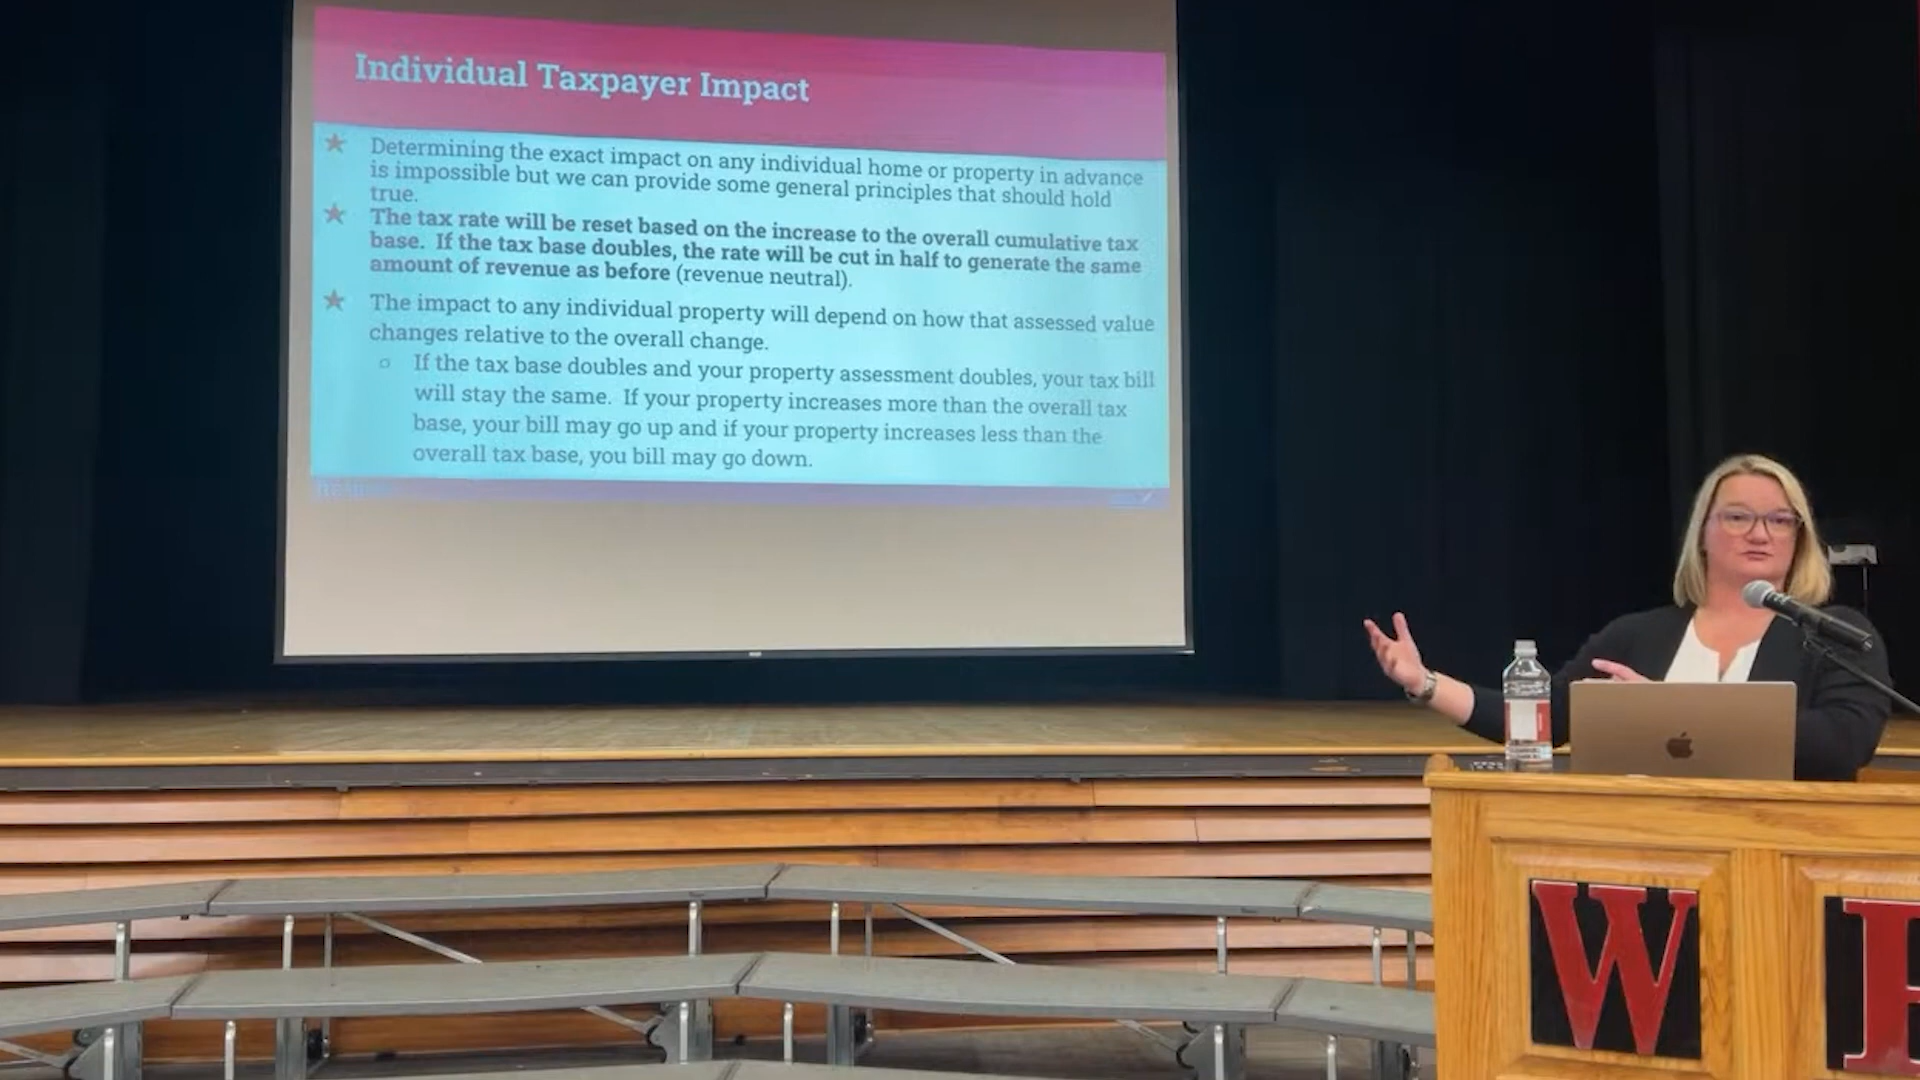 Individual Taxpayer Impact
Determining the exact impact on any individual home or property in advance
is impossible but we can provide some general principles that should hold
true.
The tax rate will be reset based on the increase to the overall cumulative tax
base. If the tax base doubles, the rate will be cut in half to generate the same
amount of revenue as before (revenue neutral).
The impact to any individual property will depend on how that assessed value
changes relative to the overall change.
If the tax base doubles and your property assessment doubles, your tax bill
will stay the same. If your property increases more than the overall tax
base, your bill may go up and if your property increases less than the
overall tax base, you bill may go down.
W